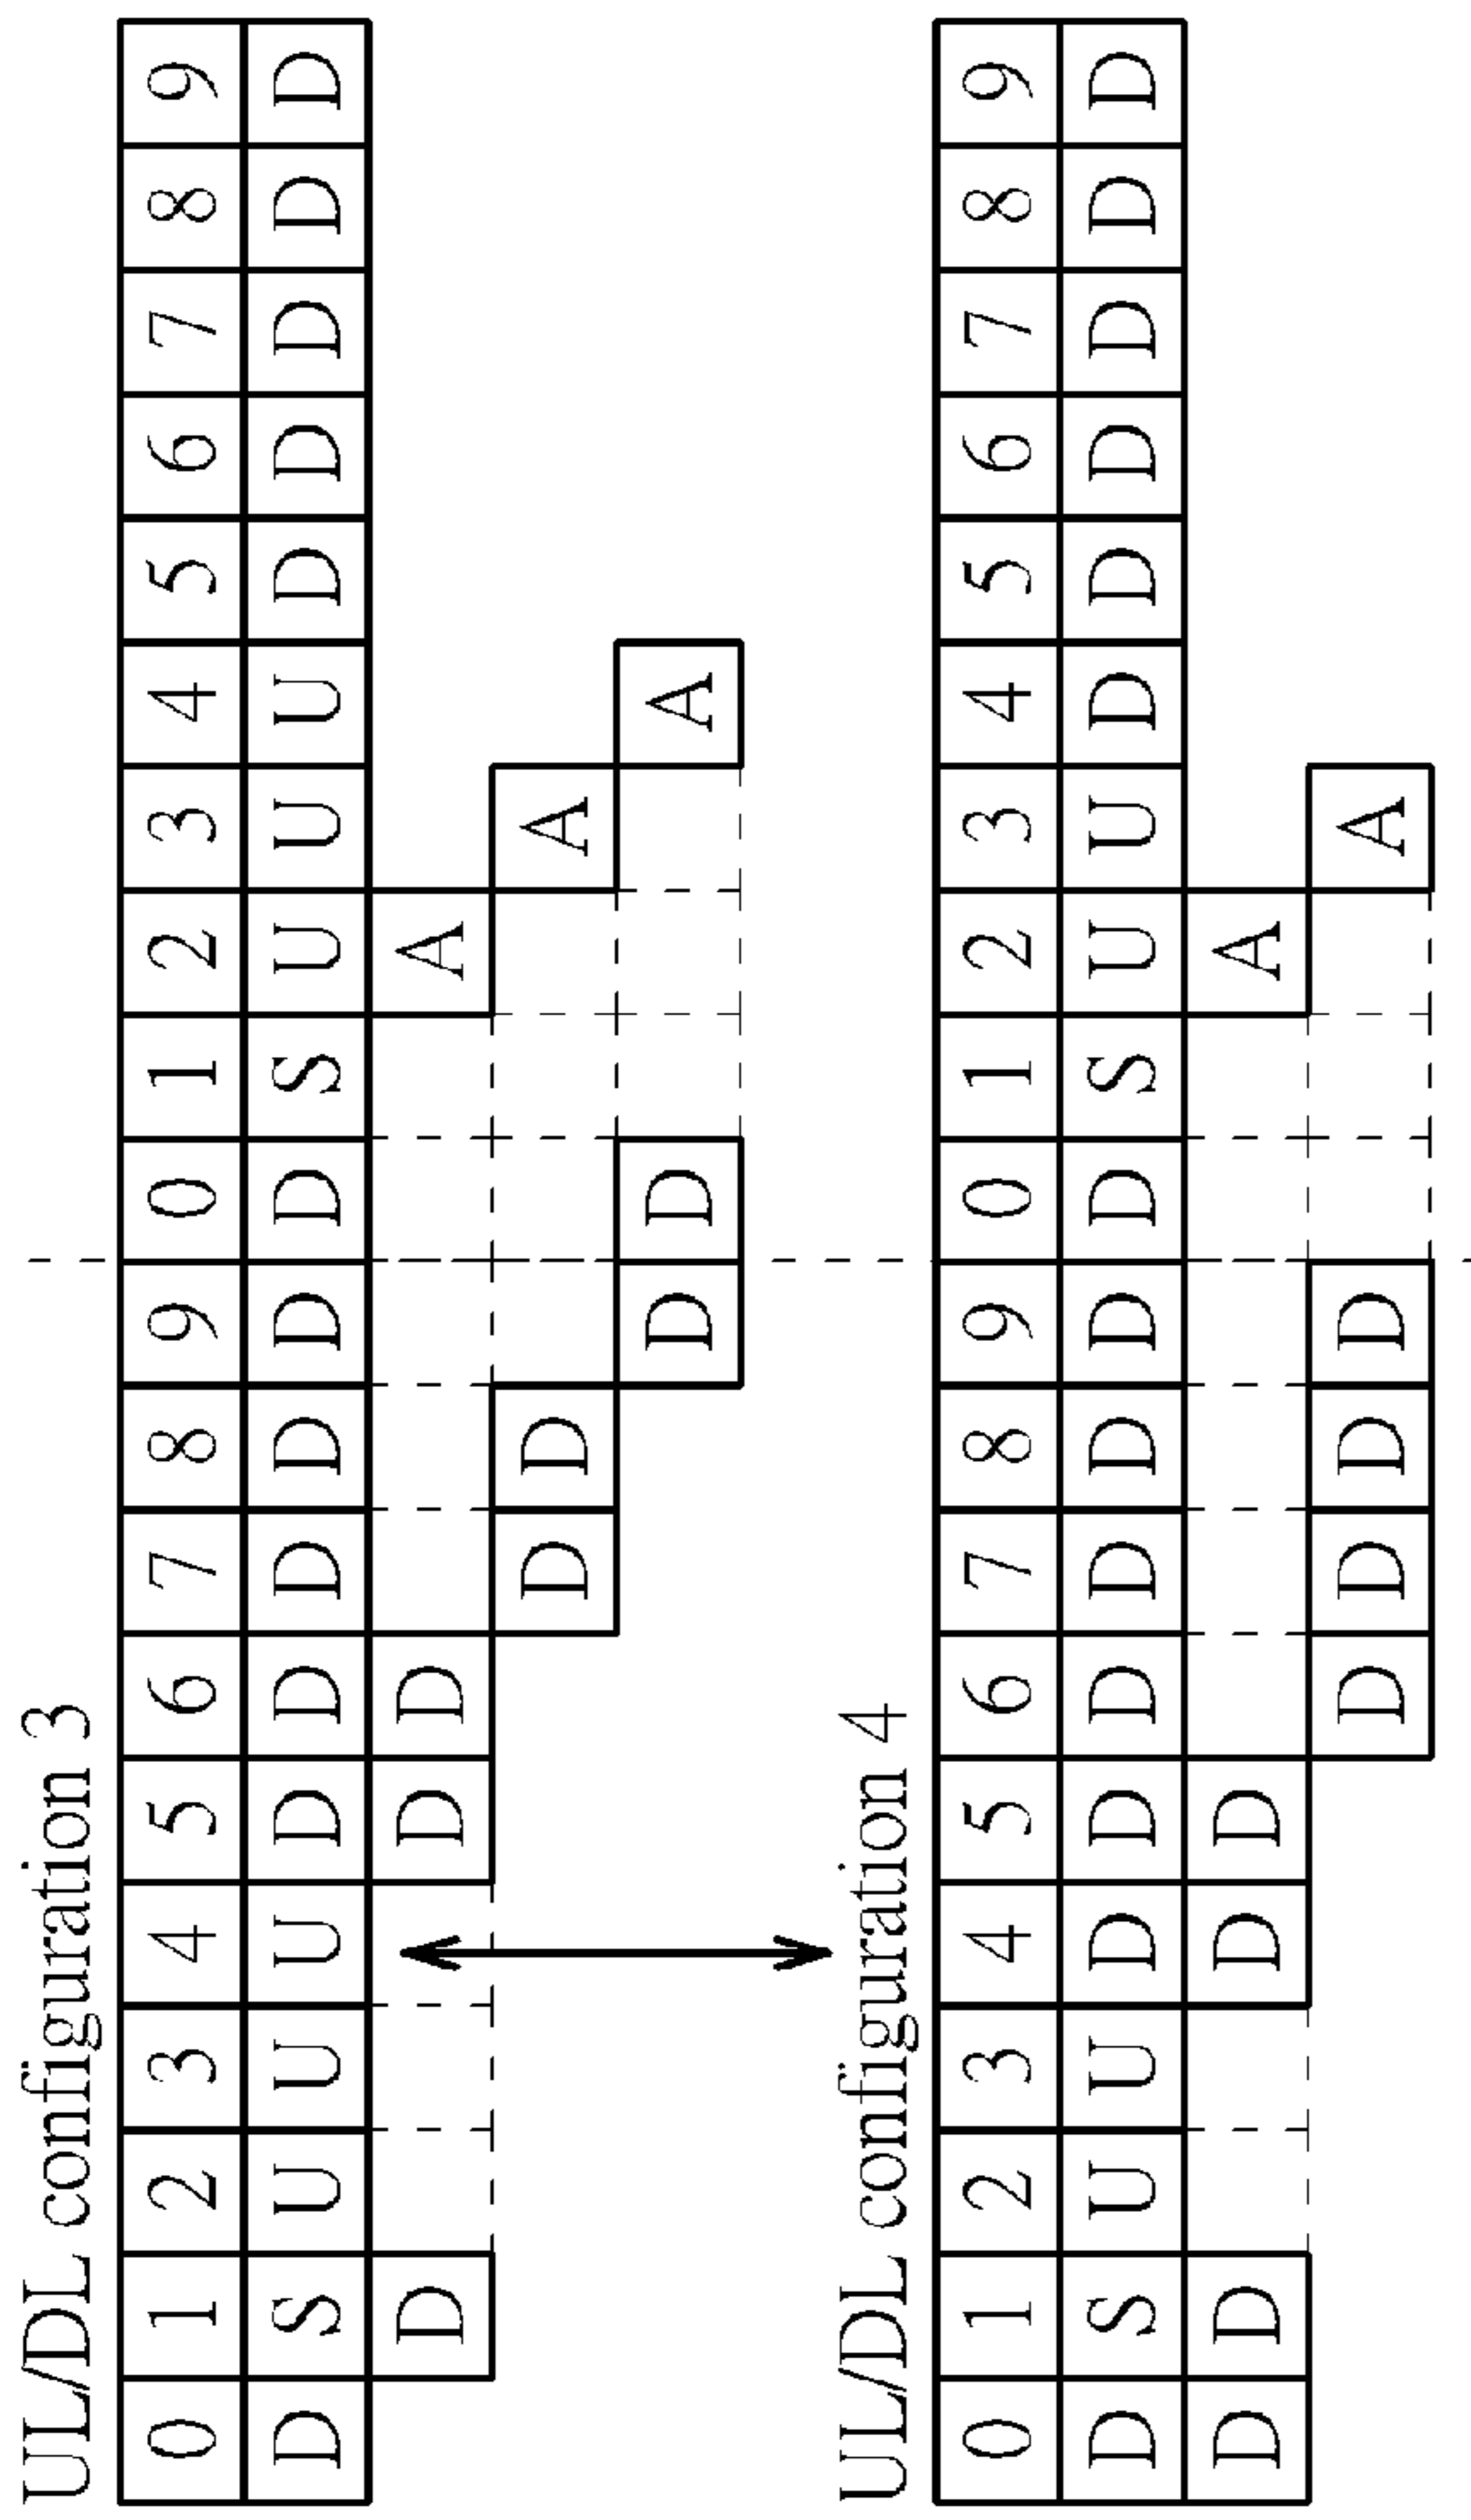 UL/DL configuration 3
0 1 2 3 4 5 6 7 8 9 0 1 2 3 4 5 6 7 8 9
D S U U U D D D D D D S U U U D D D D D
D D D A
D D A
D D A
UL/DL configuration 4
0 1 2 3 4 5 6 7 8 9 0 1 2 3 4 5 6 7 8 9
D S U U D D D D D D D S U U D D D D D D
D D D D A
D D D D A